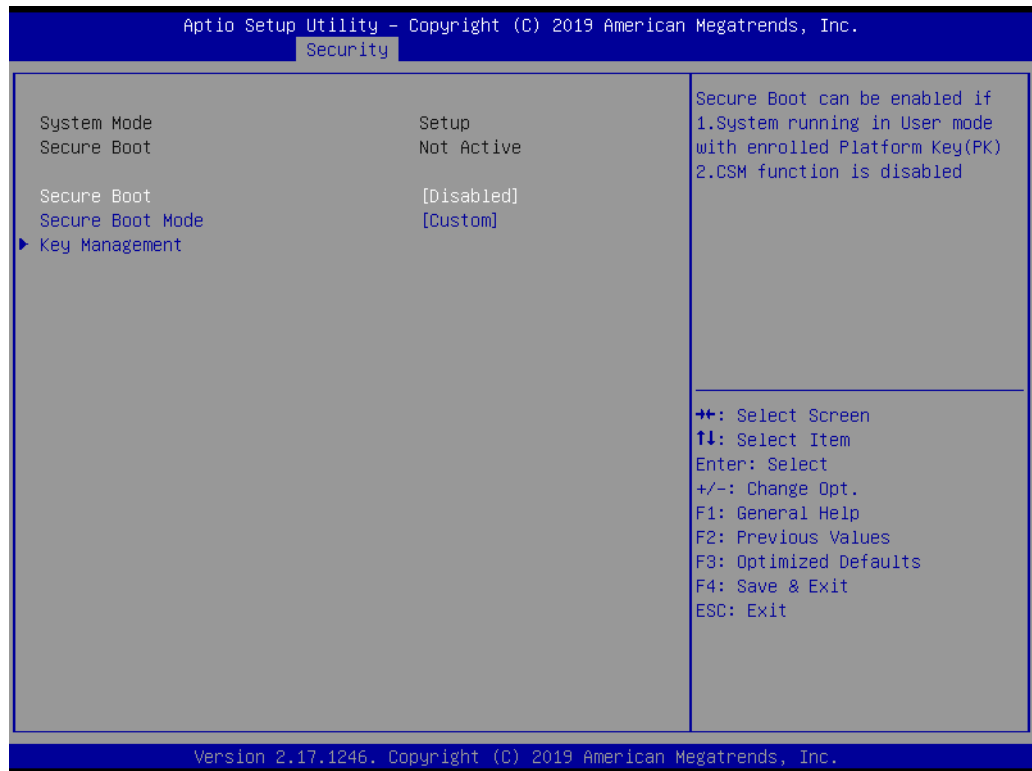 Aptio Setup Utility – Copyright (C) 2019 American Megatrends, Inc.
Security
System Mode Setup
Secure Boot Not Active
Secure Boot [Disabled]
Secure Boot Mode [Custom]
▶ Key Management
Secure Boot can be enabled if
1.System running in User mode
with enrolled Platform Key(PK)
2.CSM function is disabled
→←: Select Screen
↑↓: Select Item
Enter: Select
+/-: Change Opt.
F1: General Help
F2: Previous Values
F3: Optimized Defaults
F4: Save & Exit
ESC: Exit
Version 2.17.1246. Copyright (C) 2019 American Megatrends, Inc.